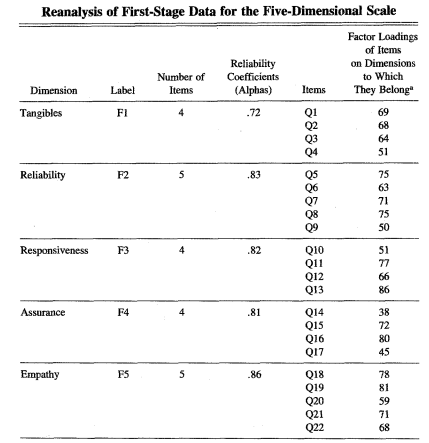 Reanalysis of First-Stage Data for the Five-Dimensional Scale
Factor Loadings
of Items
Reliability on Dimensions
Number of Coefficients to Which
Dimension Label Items (Alphas) Items They Belongª
Tangibles F1 4 .72 Q1 69
Q2 68
Q3 64
Q4 51
Reliability F2 5 .83 Q5 75
Q6 63
Q7 71
Q8 75
Q9 50
Responsiveness F3 4 .82 Q10 51
Q11 77
Q12 66
Q13 86
Assurance F4 4 .81 Q14 38
Q15 72
Q16 80
Q17 45
Empathy F5 5 .86 Q18 78
Q19 81
Q20 59
Q21 71
Q22 68